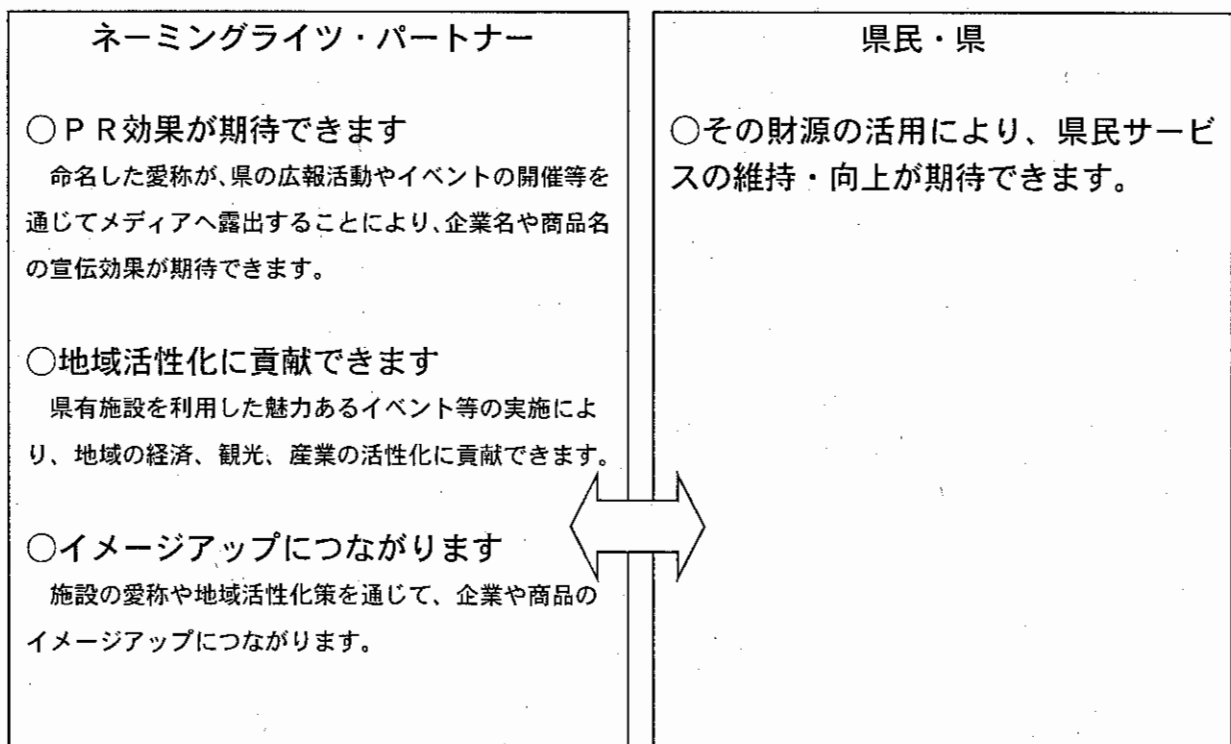 ネーミングライツ・パートナー
○ＰＲ効果が期待できます
命名した愛称が、県の広報活動やイベントの開催等を
通じてメディアへ露出することにより、企業名や商品名
の宣伝効果が期待できます。
○地域活性化に貢献できます
県有施設を利用した魅力あるイベント等の実施によ
り、地域の経済、観光、産業の活性化に貢献できます。
○イメージアップにつながります
施設の愛称や地域活性化策を通じて、企業や商品の
イメージアップにつながります。
県民・県
○その財源の活用により、県民サービ
スの維持・向上が期待できます。